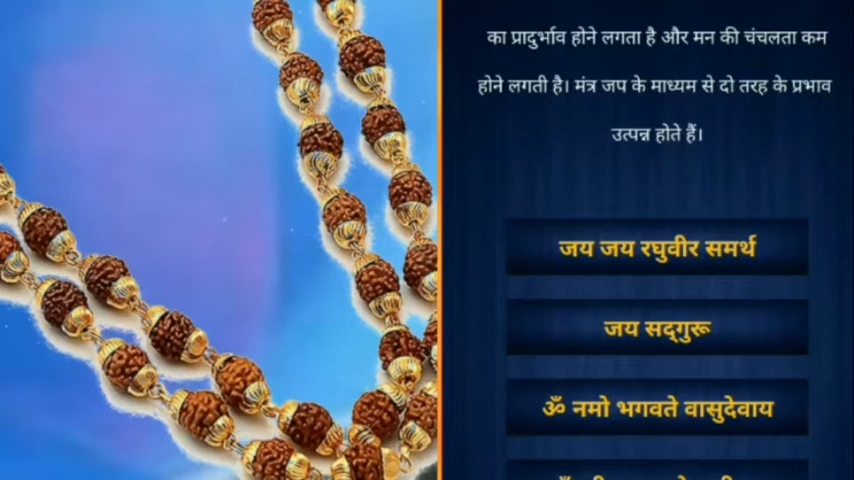 का प्रादुर्भाव होने लगता है और मन की चंचलता कम
होने लगती है। मंत्र जप के माध्यम से दो तरह के प्रभाव
उत्पन्न होते हैं।
जय जय रघुवीर समर्थ
जय सद्‌गुरू
ॐ नमो भगवते वासुदेवाय